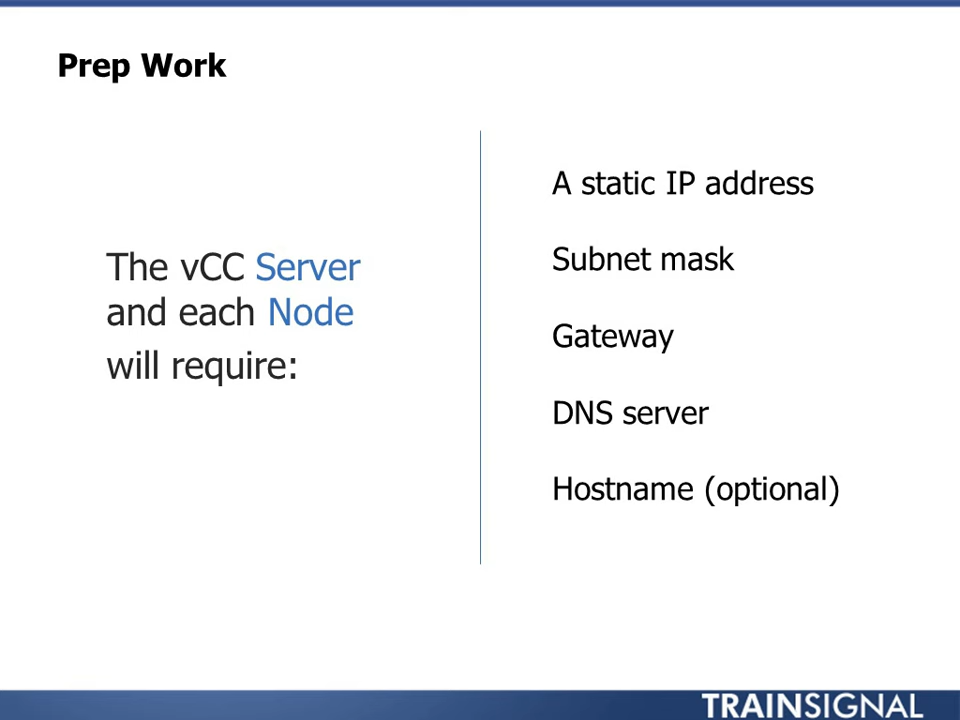 Prep Work
The vCC Server
and each Node
will require:
A static IP address
Subnet mask
Gateway
DNS server
Hostname (optional)
TRAINSIGNAL